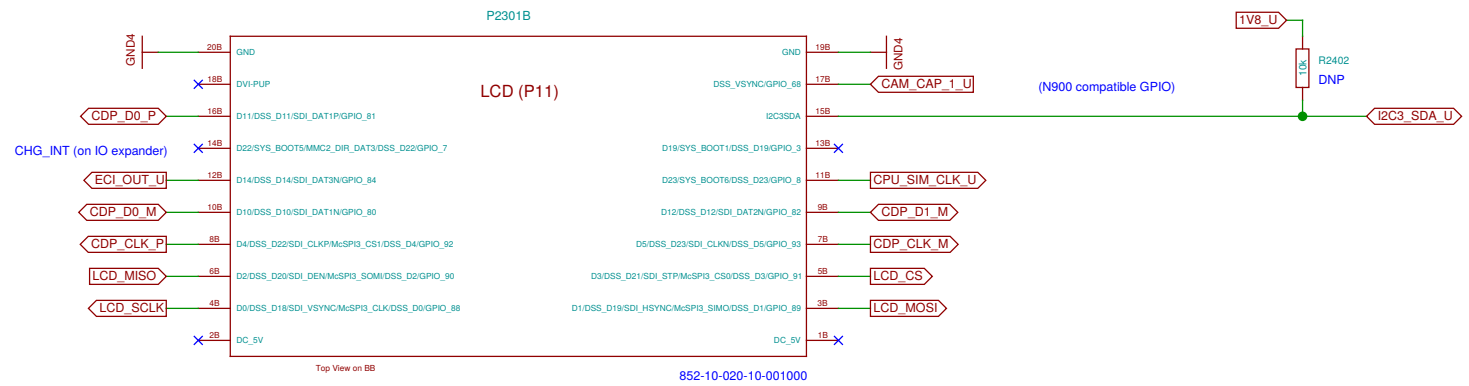 P2301B
1V8_U
GND4
20B
GND
GND
19B
GND4
10k
R2402
DNP
18B
DVI-PUP
LCD (P11)
DSS_VSYNC/GPIO_68
17B
CAM_CAP_1_U
(N900 compatible GPIO)
CDP_D0_P
16B
D11/DSS_D11/SDI_DAT1P/GPIO_81
I2C3SDA
15B
I2C3_SDA_U
CHG_INT (on IO expander)
14B
D22/SYS_BOOT5/MMC2_DIR_DAT3/DSS_D22/GPIO_7
D19/SYS_BOOT1/DSS_D19/GPIO_3
13B
ECI_OUT_U
12B
D14/DSS_D14/SDI_DAT3N/GPIO_84
D23/SYS_BOOT6/DSS_D23/GPIO_8
11B
CPU_SIM_CLK_U
CDP_D0_M
10B
D10/DSS_D10/SDI_DAT1N/GPIO_80
D12/DSS_D12/SDI_DAT2N/GPIO_82
9B
CDP_D1_M
CDP_CLK_P
8B
D4/DSS_D22/SDI_CLKP/McSPI3_CS1/DSS_D4/GPIO_92
D5/DSS_D23/SDI_CLKN/DSS_D5/GPIO_93
7B
CDP_CLK_M
LCD_MISO
6B
D2/DSS_D20/SDI_DEN/McSPI3_SOMI/DSS_D2/GPIO_90
D3/DSS_D21/SDI_STP/McSPI3_CS0/DSS_D3/GPIO_91
5B
LCD_CS
LCD_SCLK
4B
D0/DSS_D18/SDI_VSYNC/McSPI3_CLK/DSS_D0/GPIO_88
D1/DSS_D19/SDI_HSYNC/McSPI3_SIMO/DSS_D1/GPIO_89
3B
LCD_MOSI
2B
DC_5V
DC_5V
1B
Top View on BB
852-10-020-10-001000